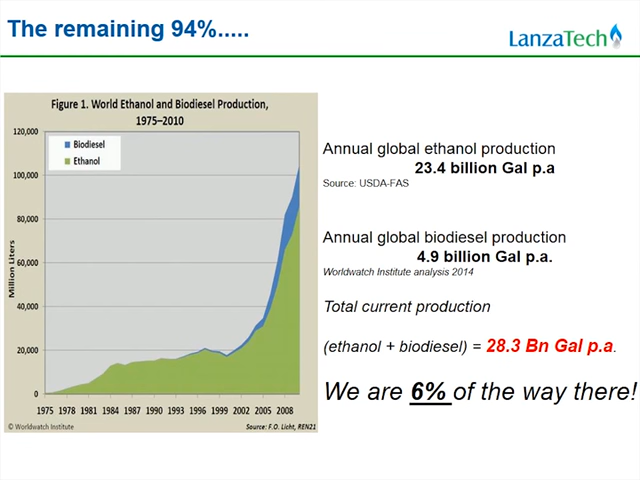 The remaining 94%.....
LanzaTech
Figure 1. World Ethanol and Biodiesel Production,
1975–2010
120,000
100,000
80,000
60,000
40,000
20,000
0
Million Liters
Biodiesel
Ethanol
1975 1978 1981 1984 1987 1990 1993 1996 1999 2002 2005 2008
© Worldwatch Institute
Source: F.O. Licht, REN21
Annual global ethanol production
23.4 billion Gal p.a
Source: USDA-FAS
Annual global biodiesel production
4.9 billion Gal p.a.
Worldwatch Institute analysis 2014
Total current production
(ethanol + biodiesel) = 28.3 Bn Gal p.a.
We are 6% of the way there!